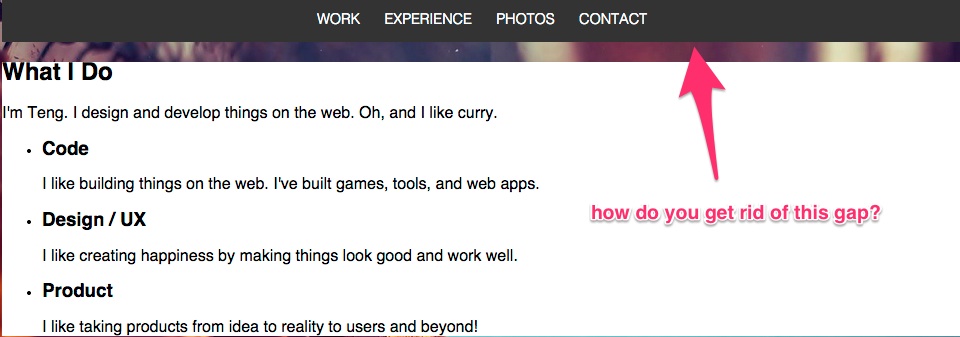 WORK EXPERIENCE PHOTOS CONTACT
What I Do
I'm Teng. I design and develop things on the web. Oh, and I like curry.
Code
I like building things on the web. I've built games, tools, and web apps.
how do you get rid of this gap?
Design / UX
I like creating happiness by making things look good and work well.
Product
I like taking products from idea to reality to users and beyond!